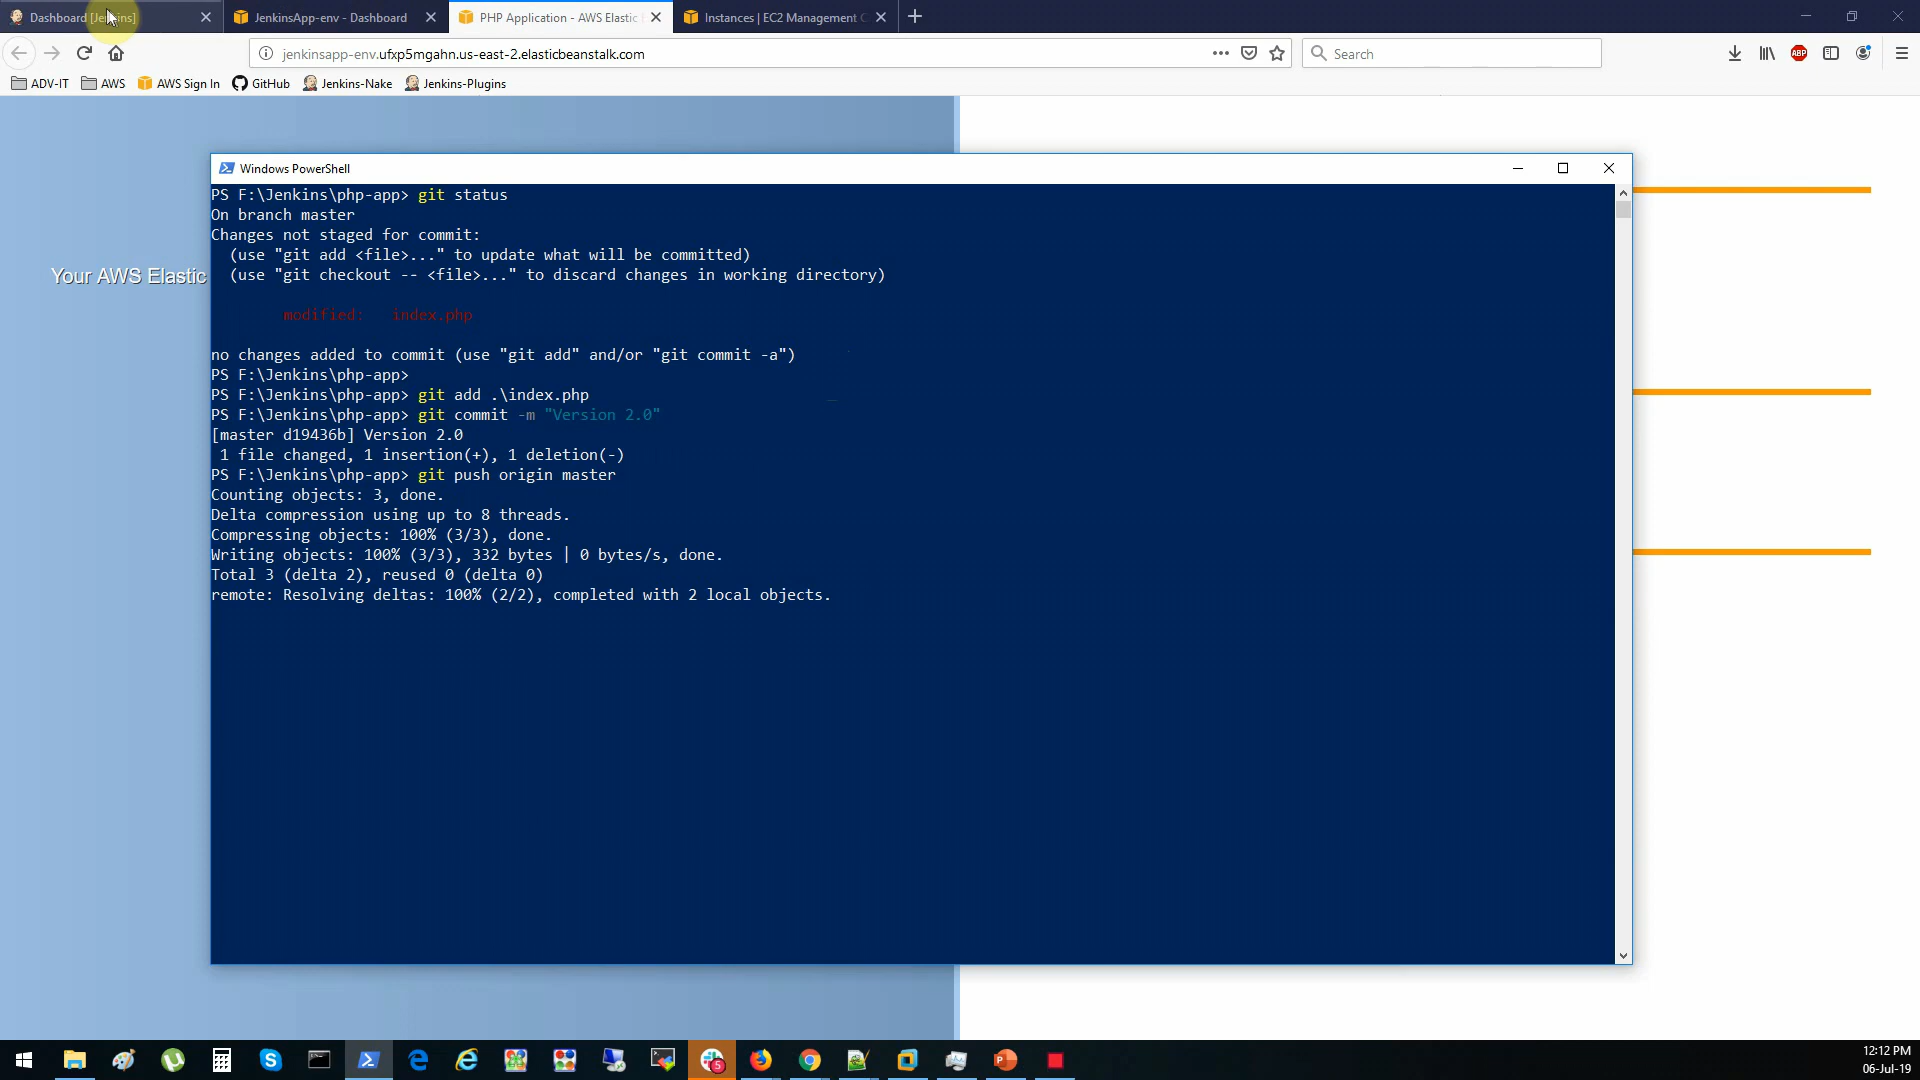 Dashboard [Jenkins]
JenkinsApp-env - Dashboard
PHP Application - AWS Elastic
Instances | EC2 Management C
jenkinsapp-env.ufxp5mgahn.us-east-2.elasticbeanstalk.com
Search
ABP
ADV-IT
AWS
AWS Sign In
GitHub
Jenkins-Nake
Jenkins-Plugins
Your AWS Elastic
Windows PowerShell
PS F:\Jenkins\php-app> git status
On branch master
Changes not staged for commit:
(use "git add <file>..." to update what will be committed)
(use "git checkout -- <file>..." to discard changes in working directory)
modified: index.php
no changes added to commit (use "git add" and/or "git commit -a")
PS F:\Jenkins\php-app>
PS F:\Jenkins\php-app> git add .\index.php
PS F:\Jenkins\php-app> git commit -m "Version 2.0"
[master d19436b] Version 2.0
1 file changed, 1 insertion(+), 1 deletion(-)
PS F:\Jenkins\php-app> git push origin master
Counting objects: 3, done.
Delta compression using up to 8 threads.
Compressing objects: 100% (3/3), done.
Writing objects: 100% (3/3), 332 bytes | 0 bytes/s, done.
Total 3 (delta 2), reused 0 (delta 0)
remote: Resolving deltas: 100% (2/2), completed with 2 local objects.
5
12:12 PM
06-Jul-19